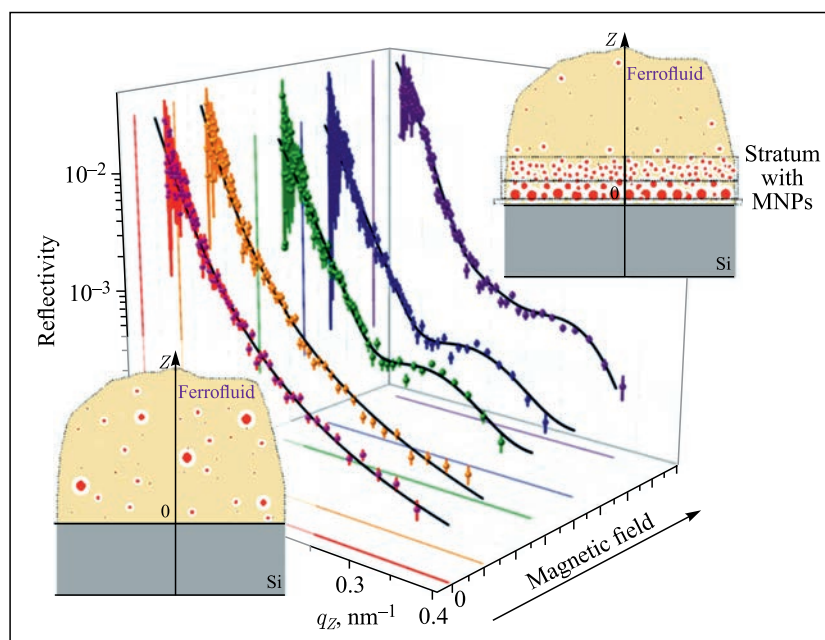 Z
Ferrofluid
0
Si
Stratum
with
MNPs
10⁻²
10⁻³
Reflectivity
Z
Ferrofluid
0
Si
0.3
0.4
q_Z, nm⁻¹
0
Magnetic field